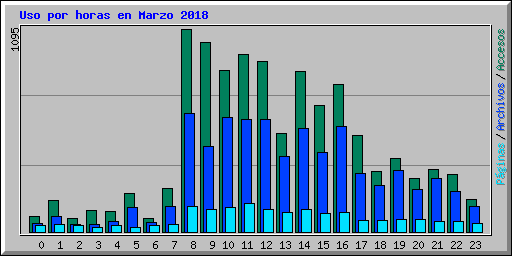 Uso por horas en Marzo 2018
1095
Páginas / Archivos / Accesos
0 1 2 3 4 5 6 7 8 9 10 11 12 13 14 15 16 17 18 19 20 21 22 23